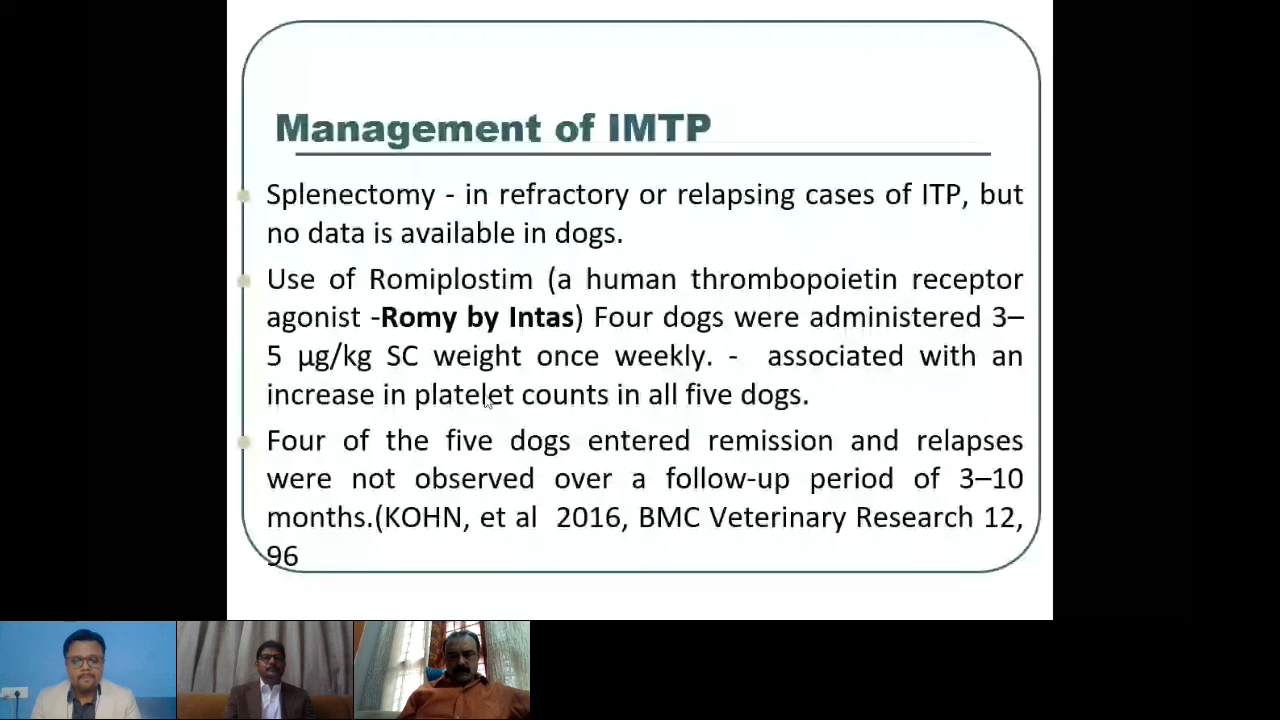 Management of IMTP
Splenectomy - in refractory or relapsing cases of ITP, but
no data is available in dogs.
Use of Romiplostim (a human thrombopoietin receptor
agonist -Romy by Intas) Four dogs were administered 3–
5 µg/kg SC weight once weekly. - associated with an
increase in platelet counts in all five dogs.
Four of the five dogs entered remission and relapses
were not observed over a follow-up period of 3–10
months.(KOHN, et al 2016, BMC Veterinary Research 12,
96